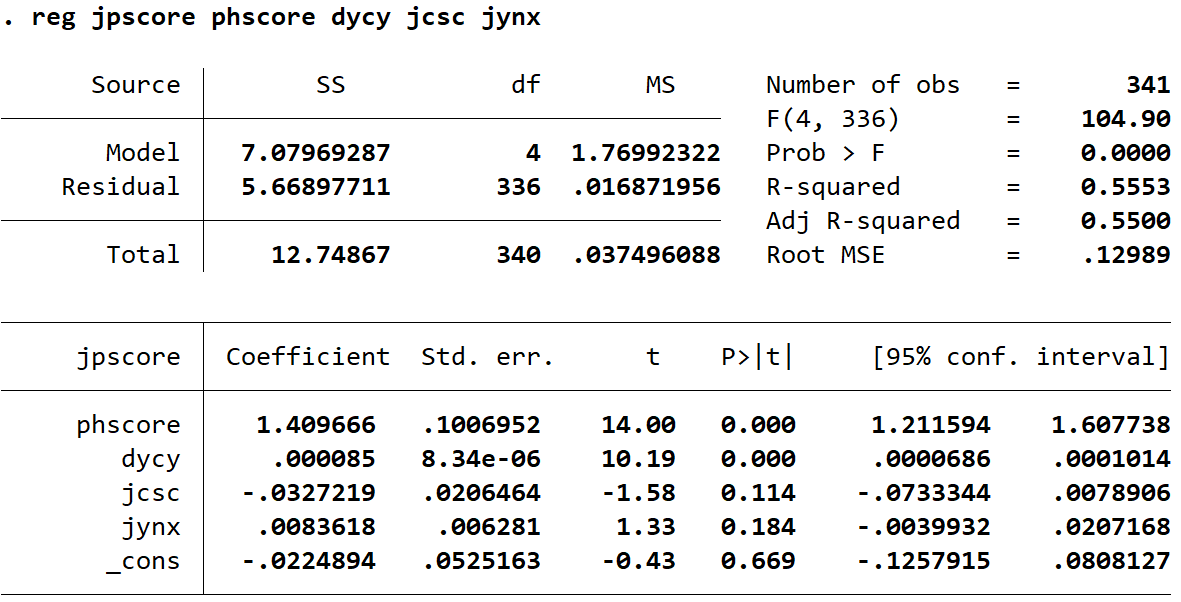 . reg jpscore phscore dycy jcsc jynx
Source | SS df MS Number of obs = 341
F(4, 336) = 104.90
Model | 7.07969287 4 1.76992322 Prob > F = 0.0000
Residual | 5.66897711 336 .016871956 R-squared = 0.5553
Adj R-squared = 0.5500
Total | 12.74867 340 .037496088 Root MSE = .12989
jpscore | Coefficient Std. err. t P>|t| [95% conf. interval]
phscore | 1.409666 .1006952 14.00 0.000 1.211594 1.607738
dycy | .000085 8.34e-06 10.19 0.000 .0000686 .0001014
jcsc | -.0327219 .0206464 -1.58 0.114 -.0733344 .0078906
jynx | .0083618 .006281 1.33 0.184 -.0039932 .0207168
_cons | -.0224894 .0525163 -0.43 0.669 -.1257915 .0808127